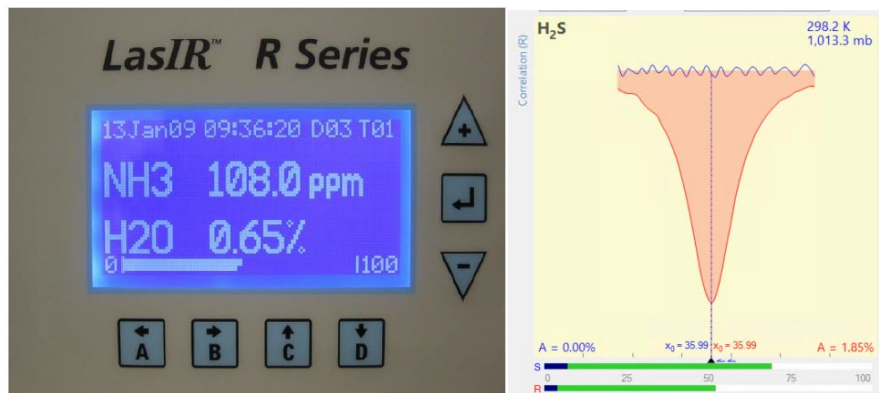 LasIR™ R Series
13Jan09 09:36:20 D03 T01
NH3 108.0 ppm
H2O 0.65%
0 100
A B C D
H₂S
298.2 K
1,013.3 mb
Correlation (R)
A = 0.00% x₀ = 35.99 x₀ = 35.99 A = 1.85%
S
0 25 50 75 100
R